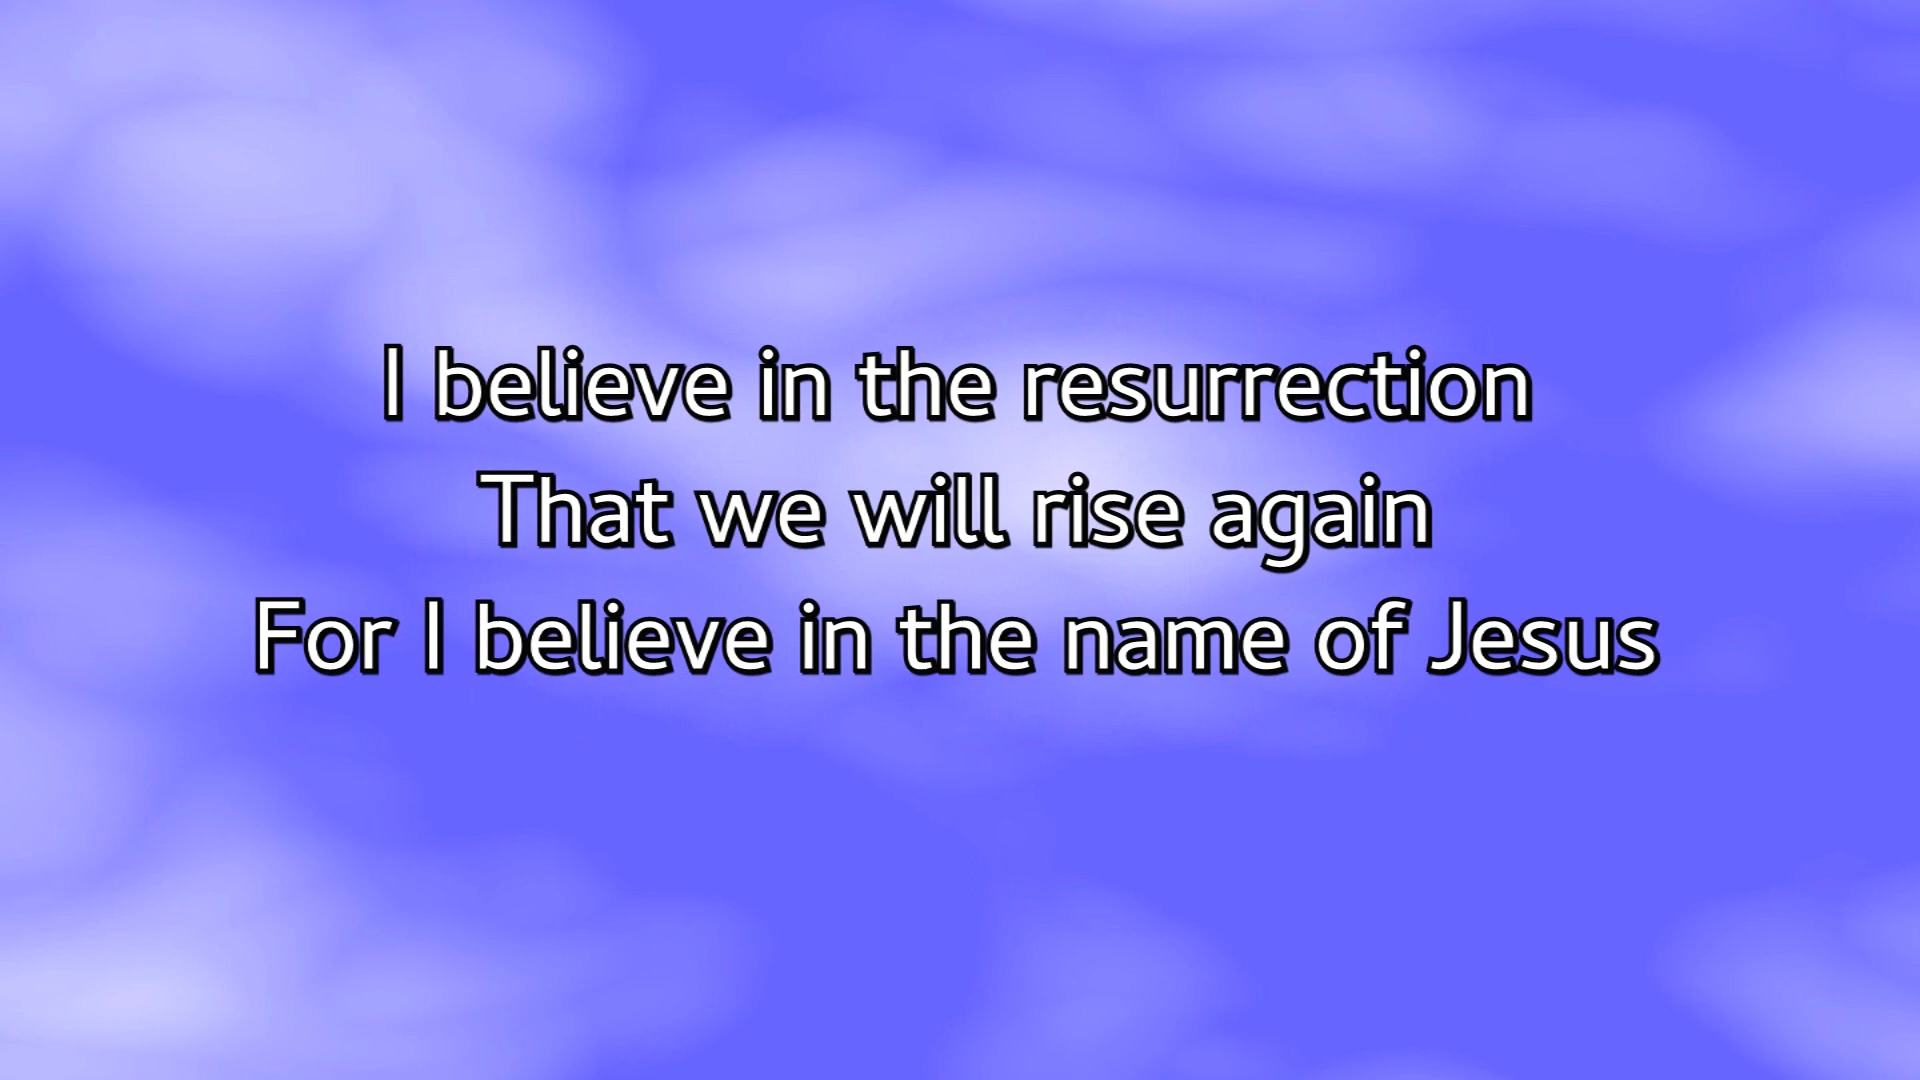 I believe in the resurrection
That we will rise again
For I believe in the name of Jesus